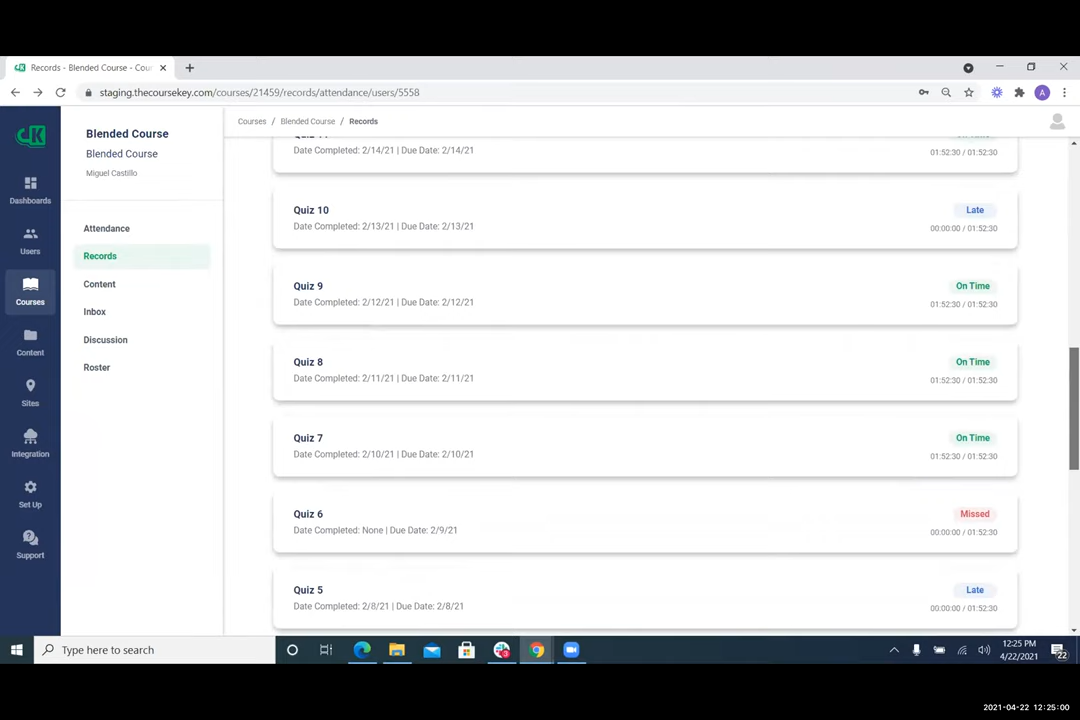 Records - Blended Course - Cou
staging.thecoursekey.com/courses/21459/records/attendance/users/5558
A
CK
Dashboards
Users
Courses
Content
Sites
Integration
Set Up
Support
Blended Course
Blended Course
Miguel Castillo
Attendance
Records
Content
Inbox
Discussion
Roster
Courses / Blended Course / Records
Date Completed: 2/14/21 | Due Date: 2/14/21
01:52:30 / 01:52:30
Quiz 10
Late
Date Completed: 2/13/21 | Due Date: 2/13/21
00:00:00 / 01:52:30
Quiz 9
On Time
Date Completed: 2/12/21 | Due Date: 2/12/21
01:52:30 / 01:52:30
Quiz 8
On Time
Date Completed: 2/11/21 | Due Date: 2/11/21
01:52:30 / 01:52:30
Quiz 7
On Time
Date Completed: 2/10/21 | Due Date: 2/10/21
01:52:30 / 01:52:30
Quiz 6
Missed
Date Completed: None | Due Date: 2/9/21
00:00:00 / 01:52:30
Quiz 5
Late
Date Completed: 2/8/21 | Due Date: 2/8/21
00:00:00 / 01:52:30
Type here to search
12:25 PM
4/22/2021
22
2021-04-22 12:25:00